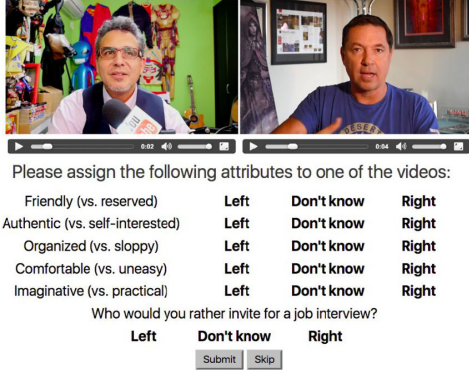 DESERT
0:02
0:04
Please assign the following attributes to one of the videos:
Friendly (vs. reserved) Left Don't know Right
Authentic (vs. self-interested) Left Don't know Right
Organized (vs. sloppy) Left Don't know Right
Comfortable (vs. uneasy) Left Don't know Right
Imaginative (vs. practical) Left Don't know Right
Who would you rather invite for a job interview?
Left Don't know Right
Submit Skip